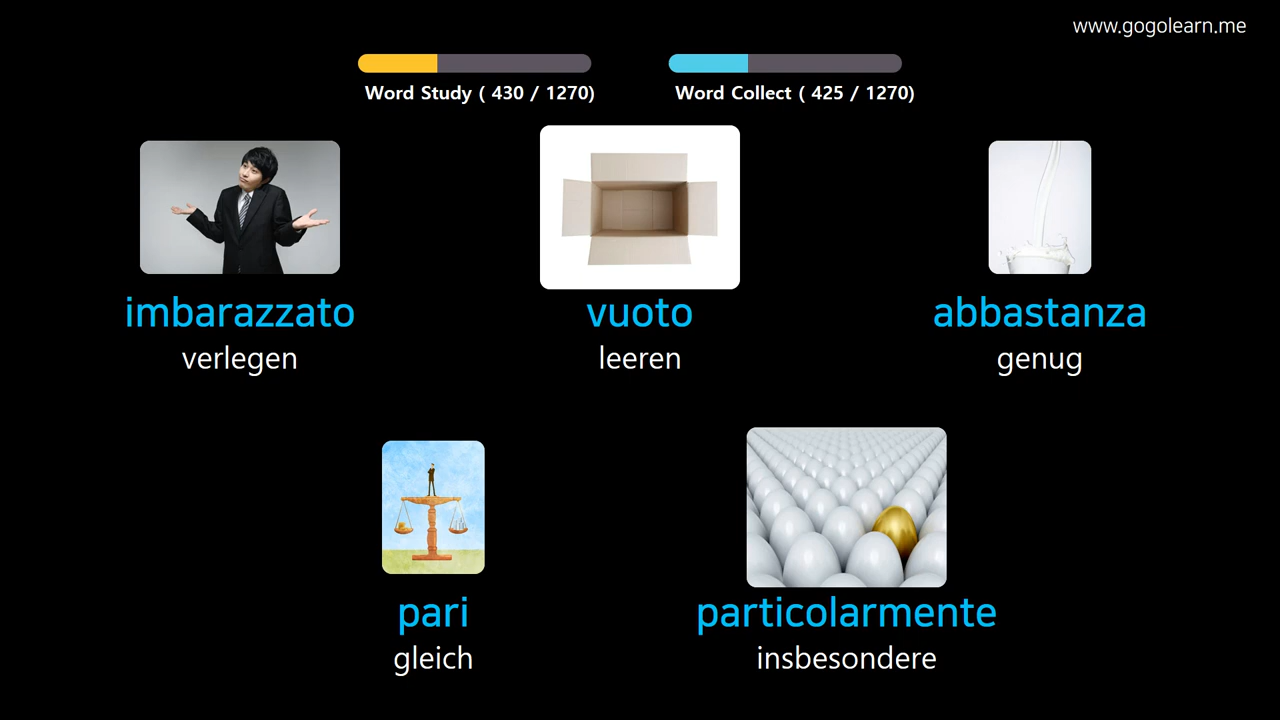 www.gogolearn.me
Word Study ( 430 / 1270)
Word Collect ( 425 / 1270)
imbarazzato
verlegen
vuoto
leeren
abbastanza
genug
pari
gleich
particolarmente
insbesondere